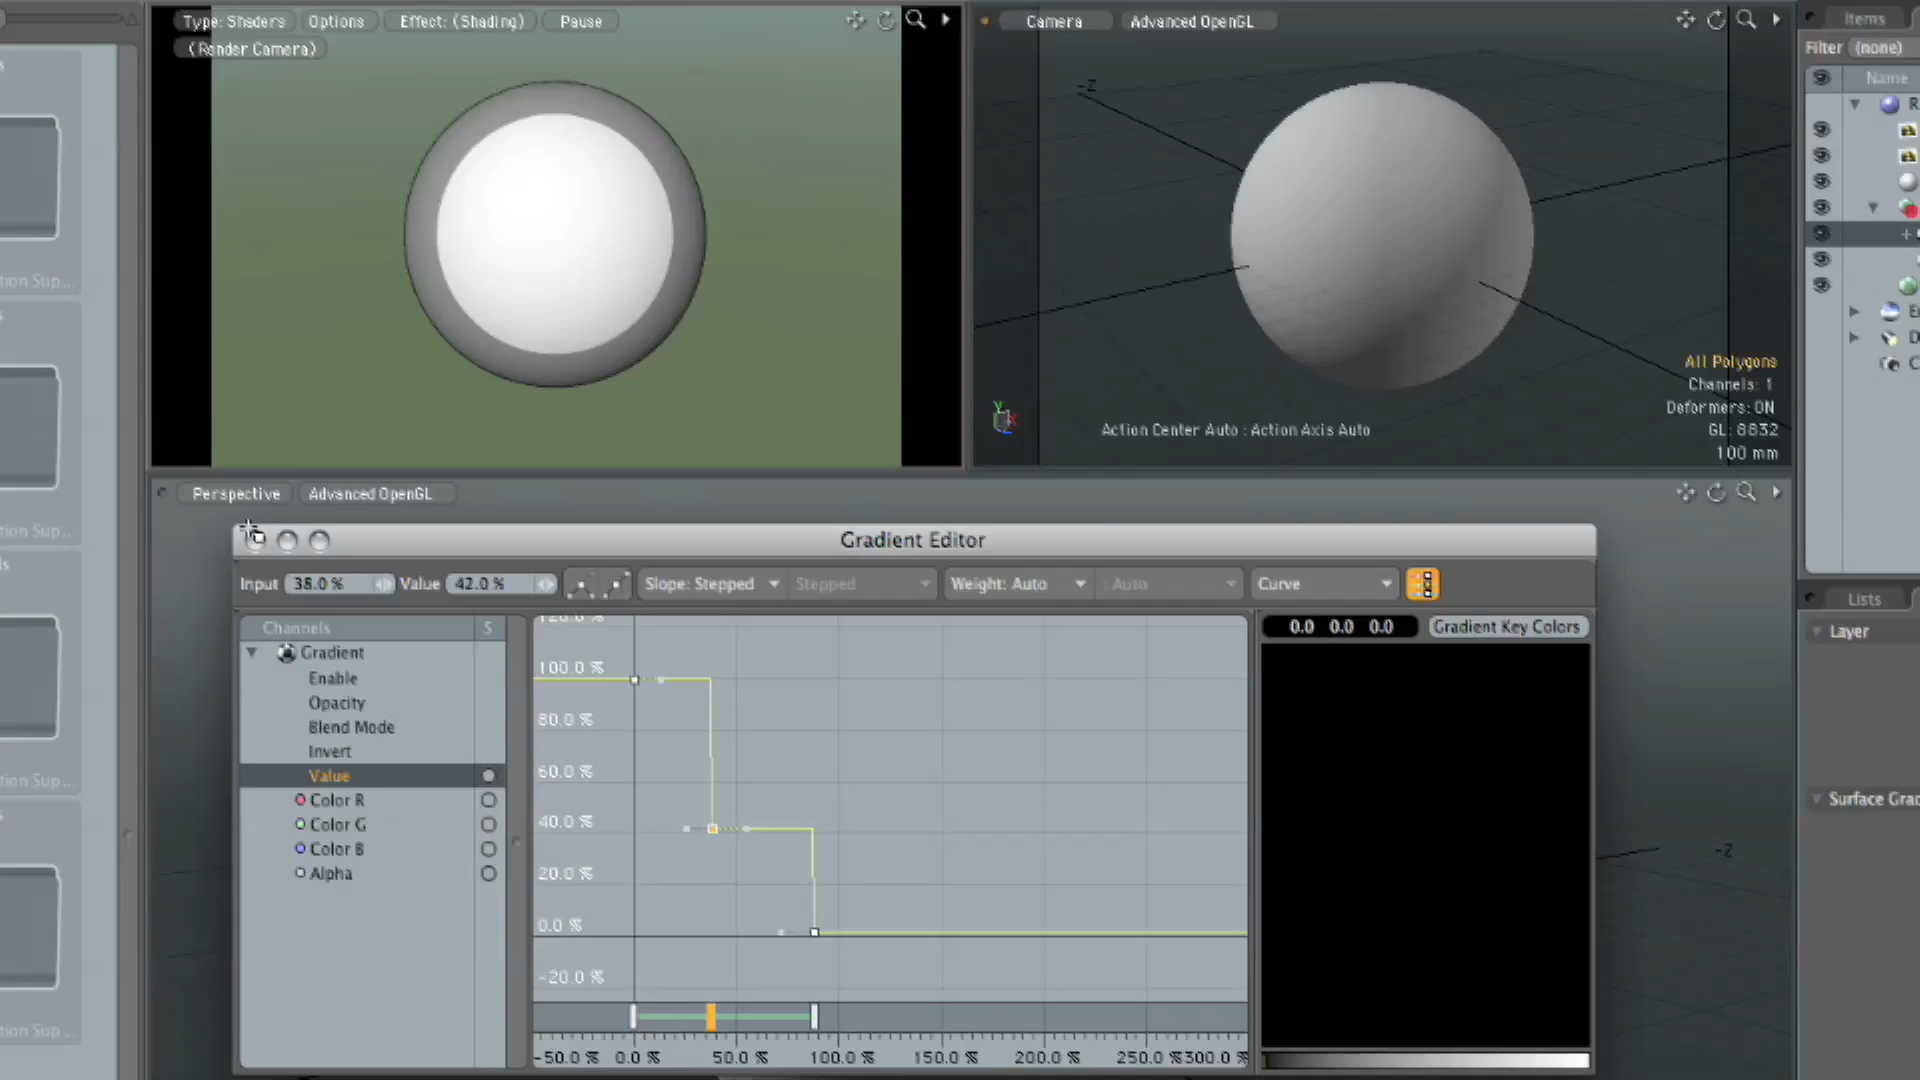 Type: Shaders Options Effect: (Shading) Pause
(Render Camera)
Camera Advanced OpenGL
-Z
All Polygons
Channels: 1
Deformers: ON
GL: 8832
100 mm
Action Center Auto : Action Axis Auto
Y
X
Items
Filter (none)
Name
Lists
Layer
Perspective Advanced OpenGL
-Z
Gradient Editor
Input 38.0 % Value 42.0 % Slope: Stepped Stepped Weight: Auto : Auto Curve
Channels S
Gradient
Enable
Opacity
Blend Mode
Invert
Value
Color R
Color G
Color B
Alpha
120.0 %
100.0 %
80.0 %
60.0 %
40.0 %
20.0 %
0.0 %
-20.0 %
-50.0 % 0.0 % 50.0 % 100.0 % 150.0 % 200.0 % 250.0 % 300.0 %
0.0 0.0 0.0 Gradient Key Colors